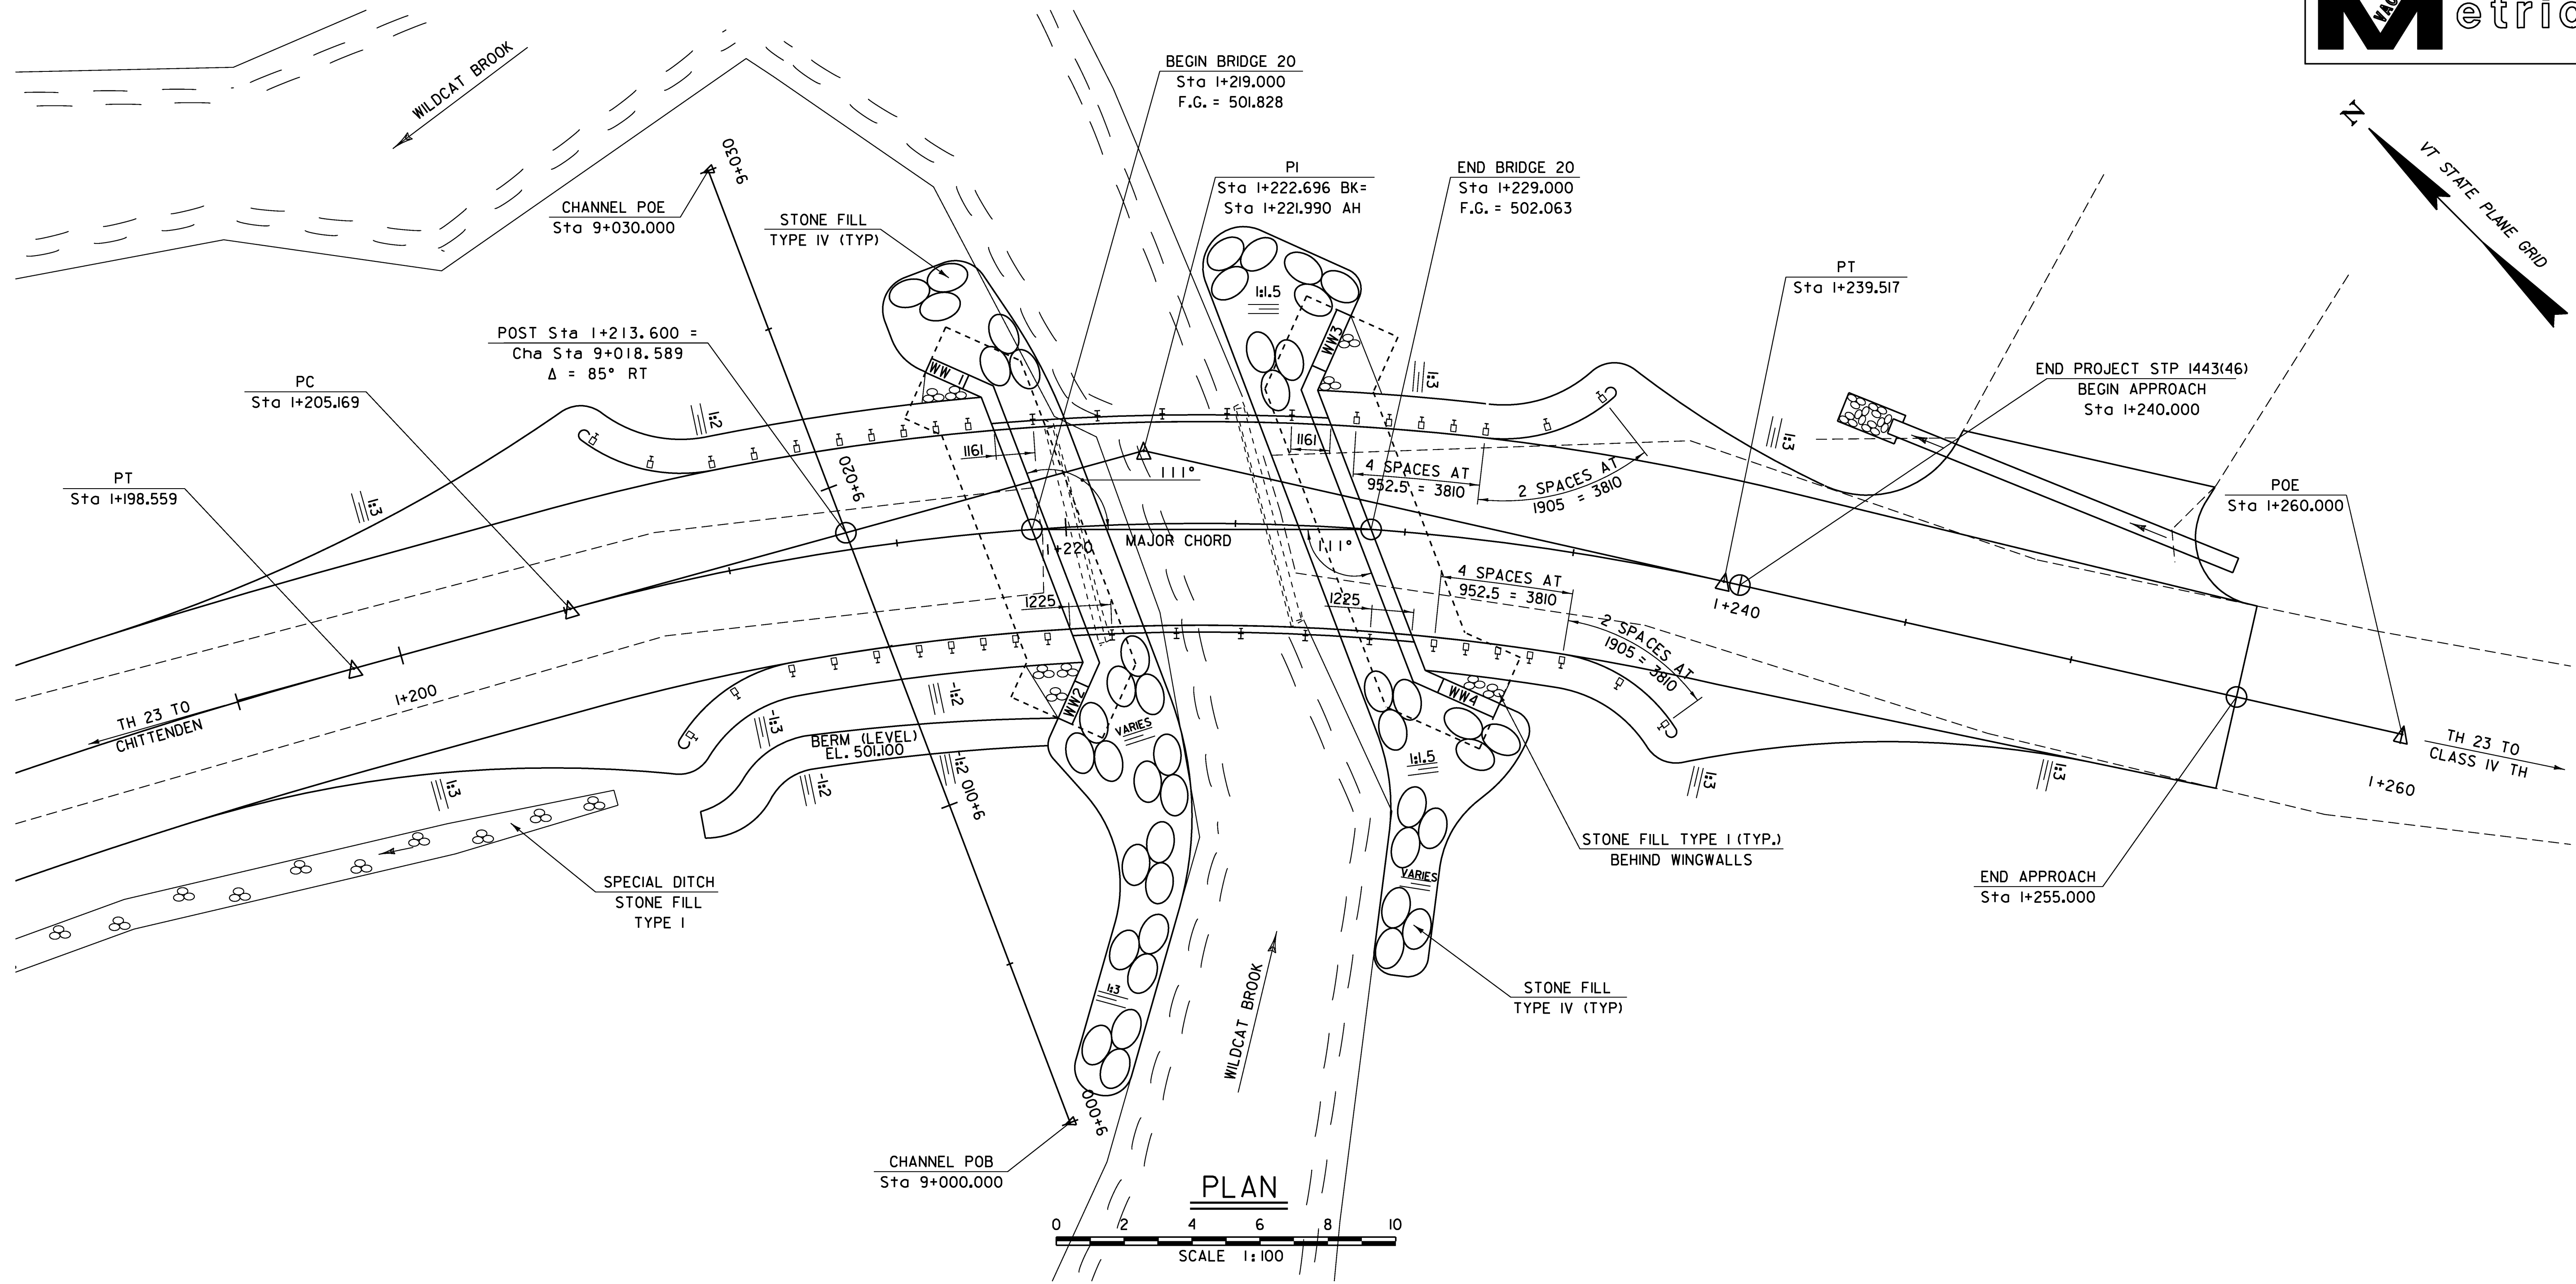 VAOT
Metric
WILDCAT BROOK
BEGIN BRIDGE 20
Sta 1+219.000
F.G. = 501.828
N
VT STATE PLANE GRID
9+030
CHANNEL POE
Sta 9+030.000
STONE FILL
TYPE IV (TYP)
PI
Sta 1+222.696 BK=
Sta 1+221.990 AH
END BRIDGE 20
Sta 1+229.000
F.G. = 502.063
PT
Sta 1+239.517
POST Sta 1+213.600 =
Cha Sta 9+018.589
Δ = 85° RT
PC
Sta 1+205.169
PT
Sta 1+198.559
END PROJECT STP 1443(46)
BEGIN APPROACH
Sta 1+240.000
POE
Sta 1+260.000
1:1.5
WW3
WW 1
1:3
1:2
1:3
1:3
9+020
1161
1161
111°
4 SPACES AT
952.5 = 3810
2 SPACES AT
1905 = 3810
1+220
MAJOR CHORD
111°
4 SPACES AT
952.5 = 3810
2 SPACES AT
1905 = 3810
1225
1225
1+240
1+200
TH 23 TO
CHITTENDEN
WW2
WW4
-1:2
-1:3
VARIES
BERM (LEVEL)
EL. 501.100
-1:2
-1:2
9+010
1:3
1:1.5
1:3
1:3
TH 23 TO
CLASS IV TH
1+260
SPECIAL DITCH
STONE FILL
TYPE I
STONE FILL TYPE I (TYP.)
BEHIND WINGWALLS
VARIES
END APPROACH
Sta 1+255.000
1:3
WILDCAT BROOK
STONE FILL
TYPE IV (TYP)
9+000
CHANNEL POB
Sta 9+000.000
PLAN
0 2 4 6 8 10
SCALE 1:100